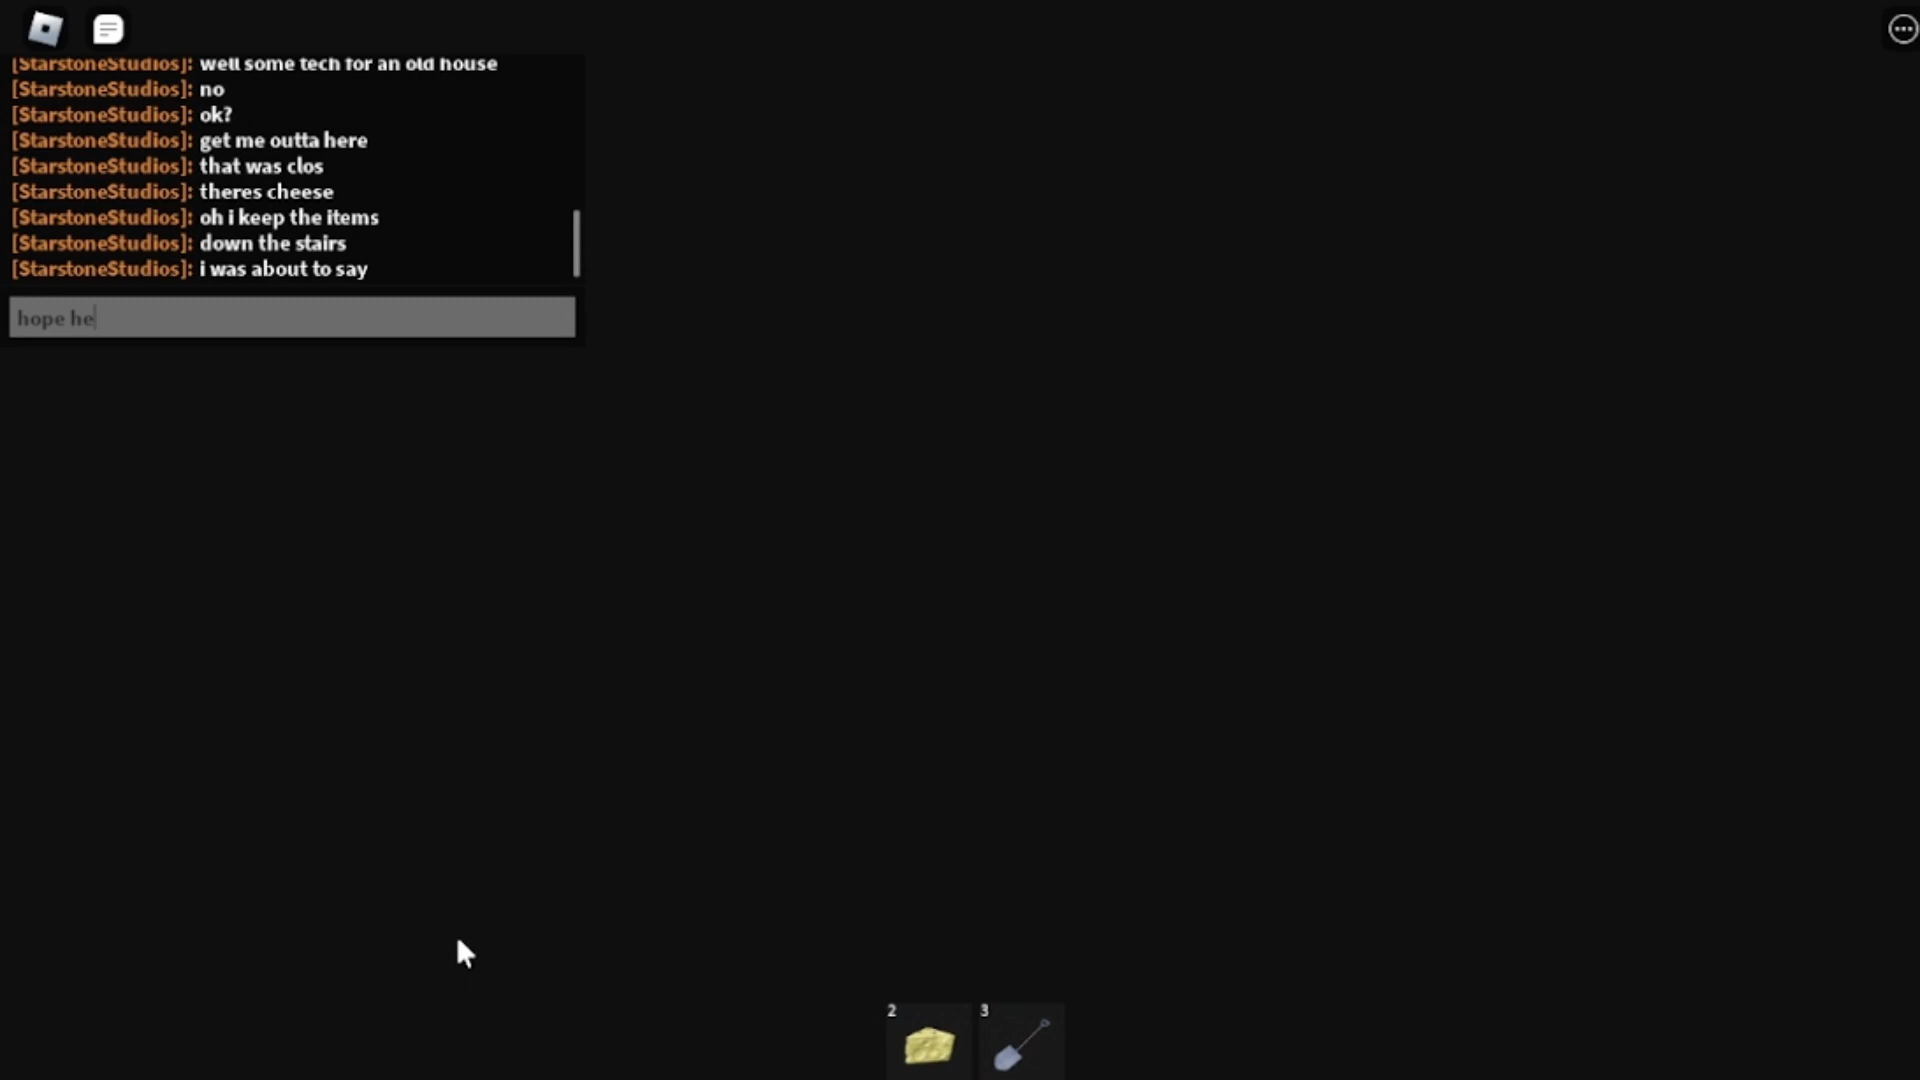 [StarstoneStudios]: well some tech for an old house
[StarstoneStudios]: no
[StarstoneStudios]: ok?
[StarstoneStudios]: get me outta here
[StarstoneStudios]: that was clos
[StarstoneStudios]: theres cheese
[StarstoneStudios]: oh i keep the items
[StarstoneStudios]: down the stairs
[StarstoneStudios]: i was about to say
hope he
2 3